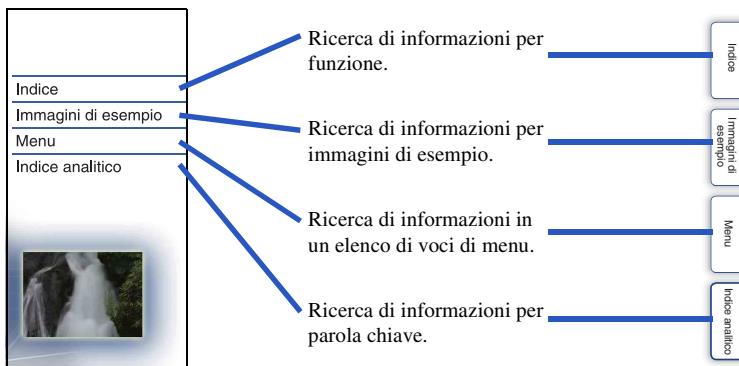 Indice
Immagini di esempio
Menu
Indice analitico
Ricerca di informazioni per
funzione.
Ricerca di informazioni per
immagini di esempio.
Ricerca di informazioni in
un elenco di voci di menu.
Ricerca di informazioni per
parola chiave.
Indice
Immagini di
esempio
Menu
Indice analitico